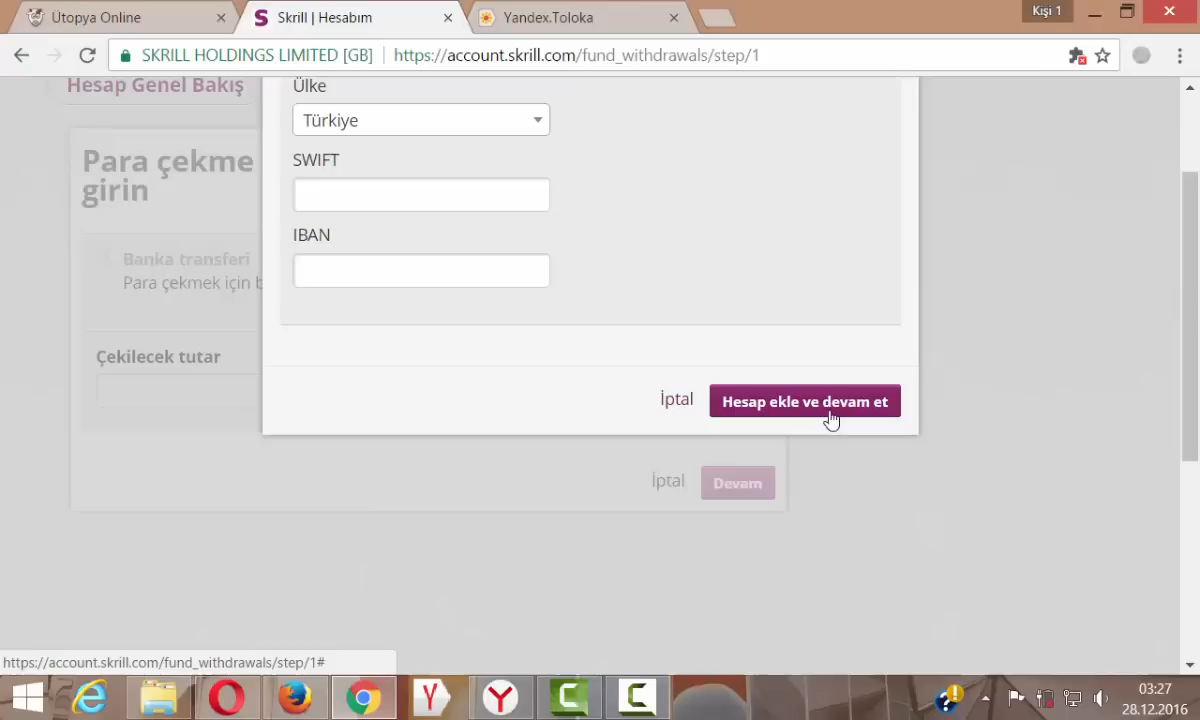 Ütopya Online
Skrill | Hesabım
Yandex.Toloka
Kişi 1
SKRILL HOLDINGS LIMITED [GB]
https://account.skrill.com/fund_withdrawals/step/1
Hesap Genel Bakış
Ülke
Türkiye
Para çekme
girin
SWIFT
IBAN
Banka transferi
Para çekmek için b
Çekilecek tutar
İptal
Hesap ekle ve devam et
İptal
Devam
https://account.skrill.com/fund_withdrawals/step/1#
03:27
28.12.2016